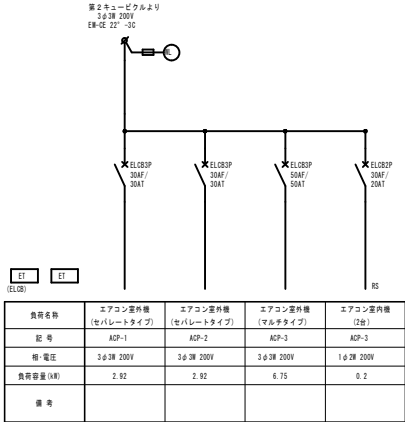 第2キュービクルより
3φ3W 200V
EM-CE 22° -3C
WL
ELCB3P
30AF/
30AT
ELCB3P
30AF/
30AT
ELCB3P
50AF/
50AT
ELCB2P
30AF/
20AT
ET ET
(ELCB)
RS
負荷名称 エアコン室外機 エアコン室外機 エアコン室外機 エアコン室内機
(セパレートタイプ) (セパレートタイプ) (マルチタイプ) (2台)
記 号 ACP-1 ACP-2 ACP-3 ACP-3
相・電圧 3φ3W 200V 3φ3W 200V 3φ3W 200V 1φ2W 200V
負荷容量(kW) 2.92 2.92 6.75 0.2
備 考